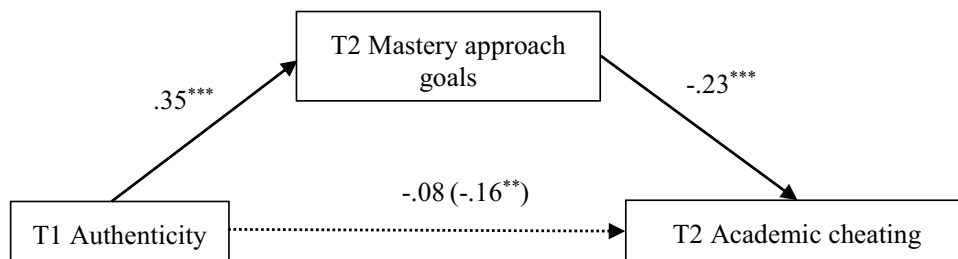 T2 Mastery approach
goals
.35***
-.23***
-.08 (-.16**)
T1 Authenticity
T2 Academic cheating